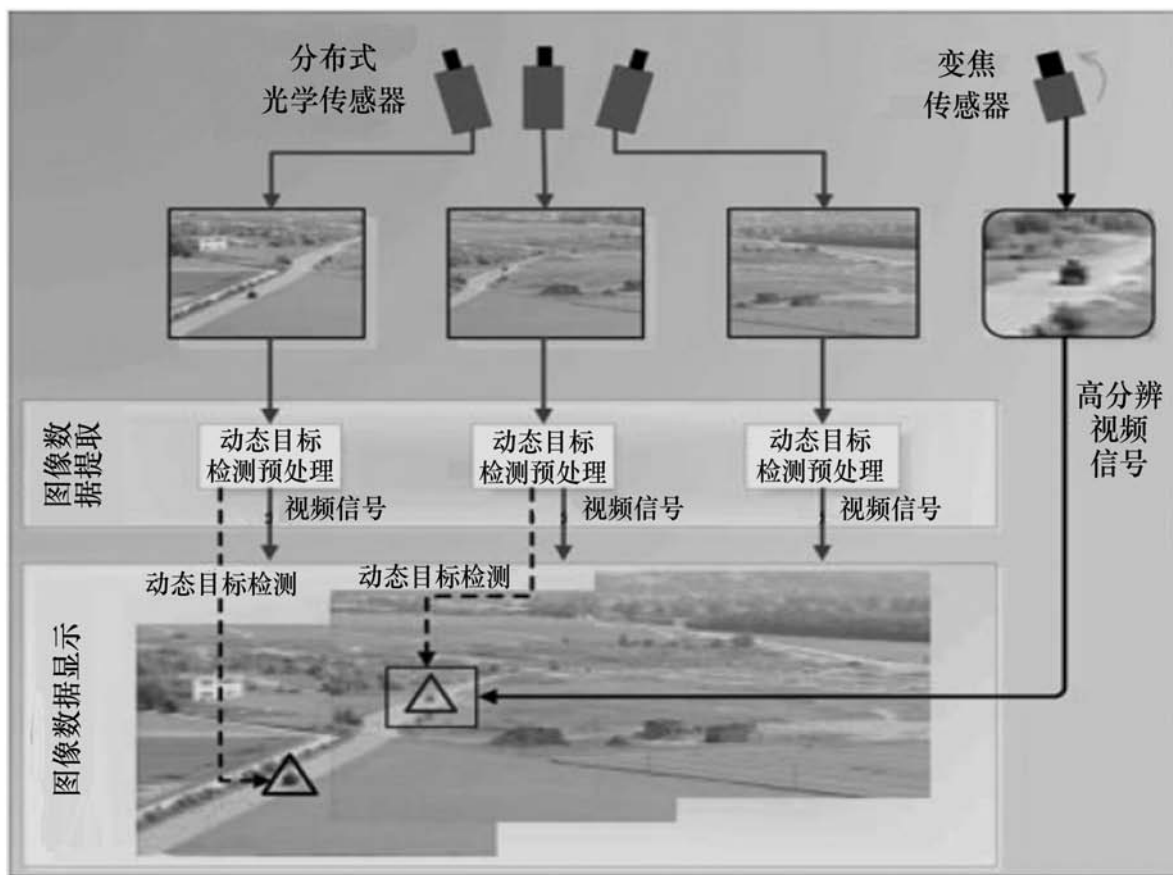 分布式
光学传感器
变焦
传感器
高分辨
视频
信号
图像数
据提取
动态目标
检测预处理
动态目标
检测预处理
动态目标
检测预处理
视频信号
视频信号
视频信号
图像数据显示
动态目标检测
动态目标检测